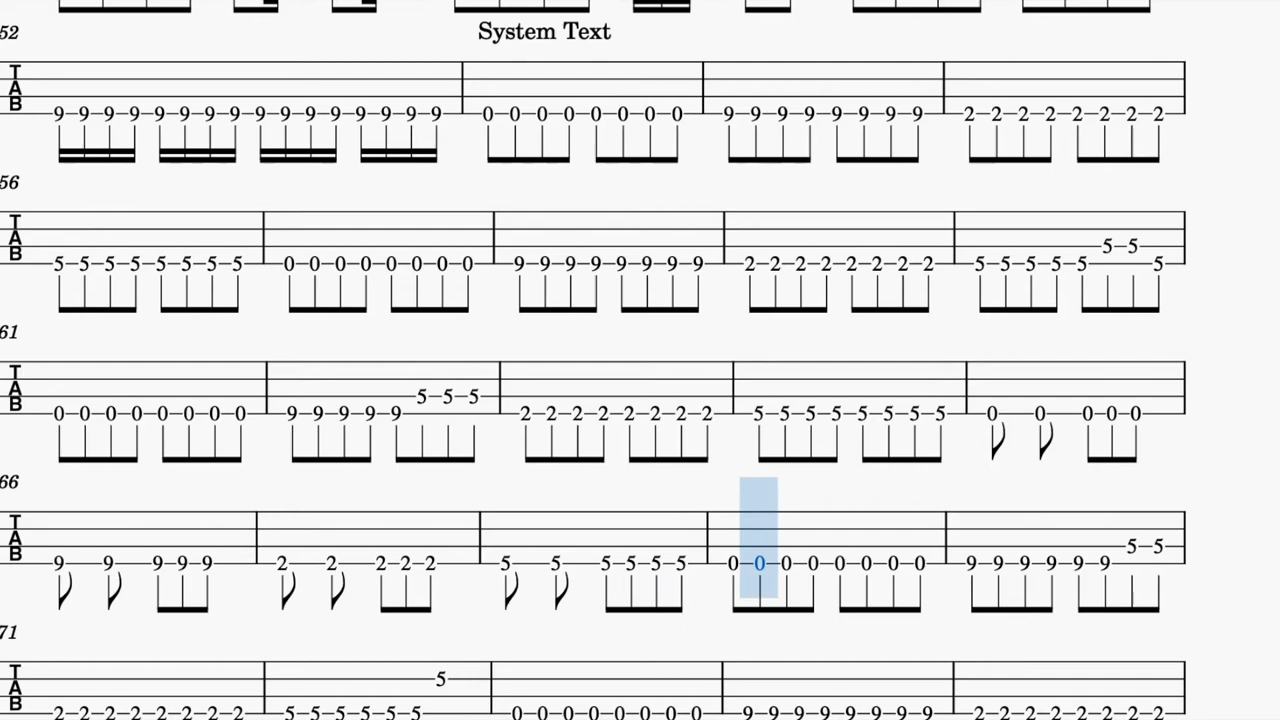 52
System Text
T
A
B
9 9 9 9 9 9 9 9 9 9 9 9 9 9 9 9 0 0 0 0 0 0 0 0 9 9 9 9 9 9 9 9 2 2 2 2 2 2 2 2
56
T
A
B
5 5
5 5 5 5 5 5 5 5 0 0 0 0 0 0 0 0 9 9 9 9 9 9 9 9 2 2 2 2 2 2 2 2 5 5 5 5 5 5
61
T
A
B
5 5 5
0 0 0 0 0 0 0 0 9 9 9 9 9 2 2 2 2 2 2 2 2 5 5 5 5 5 5 5 5 0 0 0 0 0
66
T
A
B
5 5
9 9 9 9 9 2 2 2 2 2 5 5 5 5 5 5 0 0 0 0 0 0 0 0 9 9 9 9 9 9
71
T
A
B
5
2 2 2 2 2 2 2 2 5 5 5 5 5 5 0 0 0 0 0 0 0 0 9 9 9 9 9 9 9 9 2 2 2 2 2 2 2 2